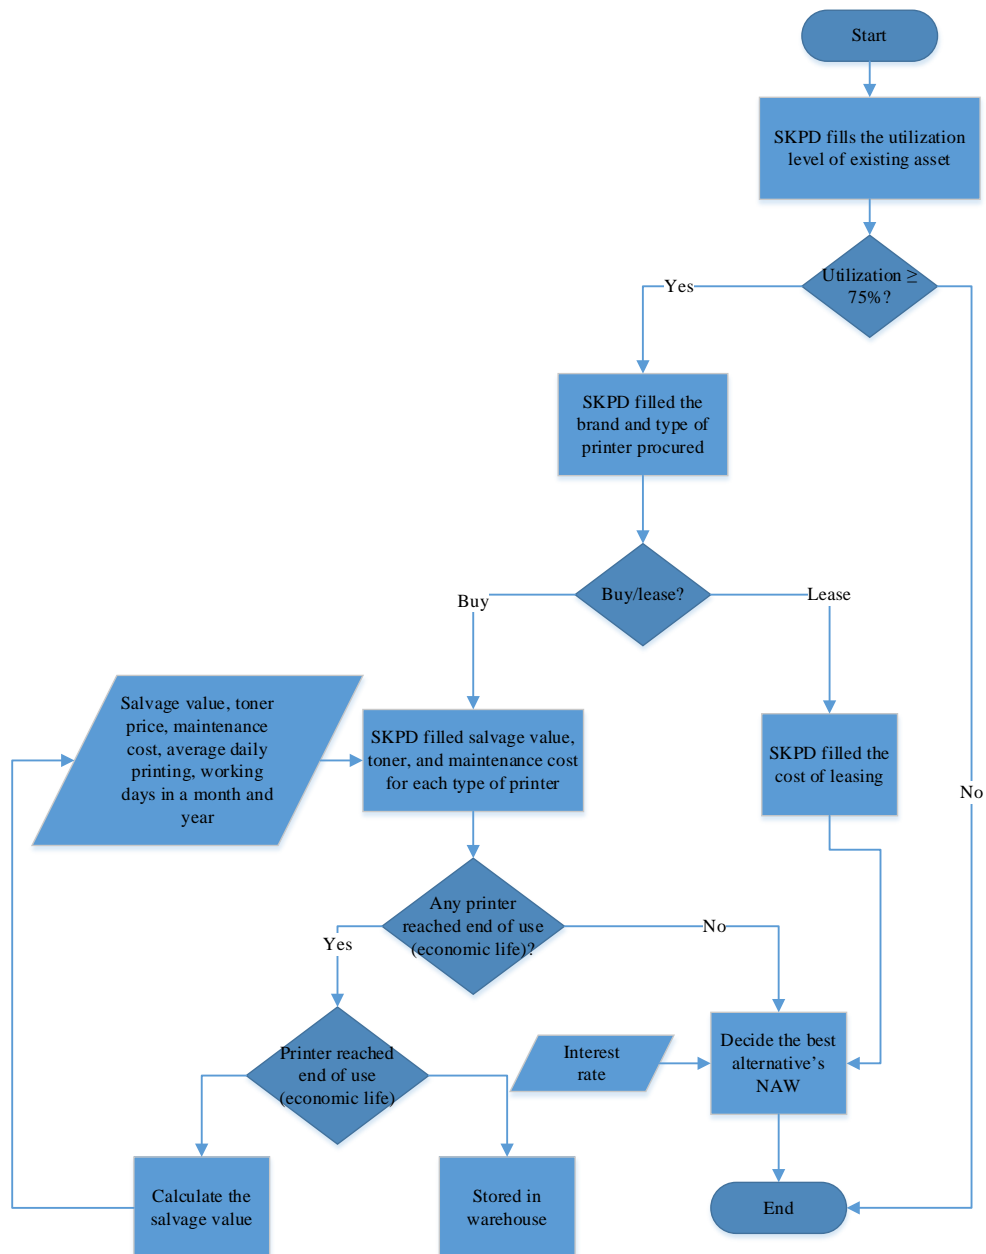 Start
SKPD fills the utilization
level of existing asset
Utilization ≥
75%?
Yes
SKPD filled the
brand and type of
printer procured
Buy/lease?
Buy
Lease
Salvage value, toner
price, maintenance
cost, average daily
printing, working
days in a month and
year
SKPD filled salvage value,
toner, and maintenance cost
for each type of printer
SKPD filled the
cost of leasing
No
Any printer
reached end of use
(economic life)?
Yes
No
Printer reached
end of use
(economic life)
Interest
rate
Decide the best
alternative’s
NAW
Calculate the
salvage value
Stored in
warehouse
End